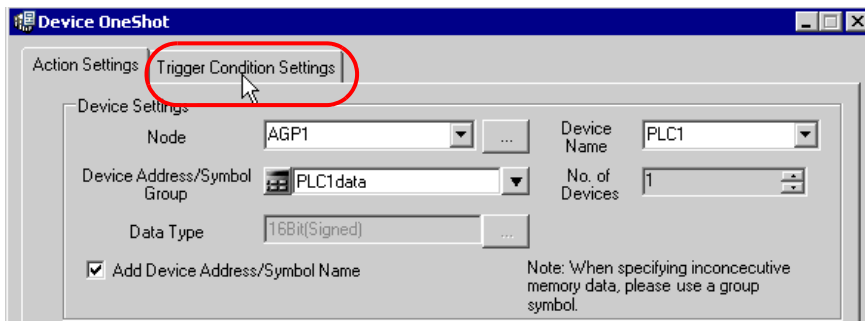 Device OneShot
Action Settings
Trigger Condition Settings
Device Settings
Node
AGP1
...
Device
Name
PLC1
Device Address/Symbol
Group
PLC1data
No. of
Devices
1
Data Type
16Bit(Signed)
...
Add Device Address/Symbol Name
Note: When specifying inconcecutive
memory data, please use a group
symbol.